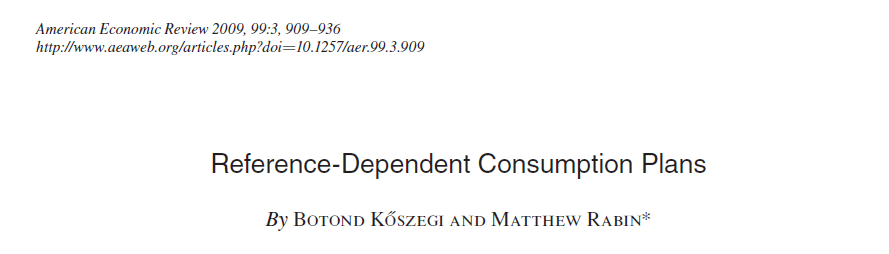 American Economic Review 2009, 99:3, 909–936
http://www.aeaweb.org/articles.php?doi=10.1257/aer.99.3.909
Reference-Dependent Consumption Plans
By Botond Kőszegi and Matthew Rabin*